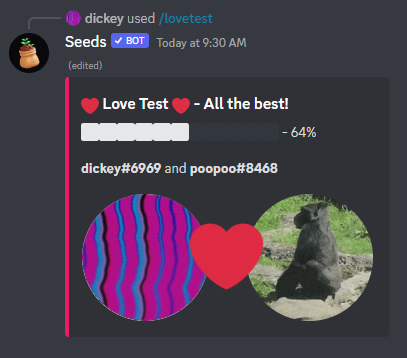 dickey used /lovetest
Seeds ✓ BOT Today at 9:30 AM
(edited)
❤️ Love Test ❤️ - All the best!
- 64%
dickey#6969 and poopoo#8468